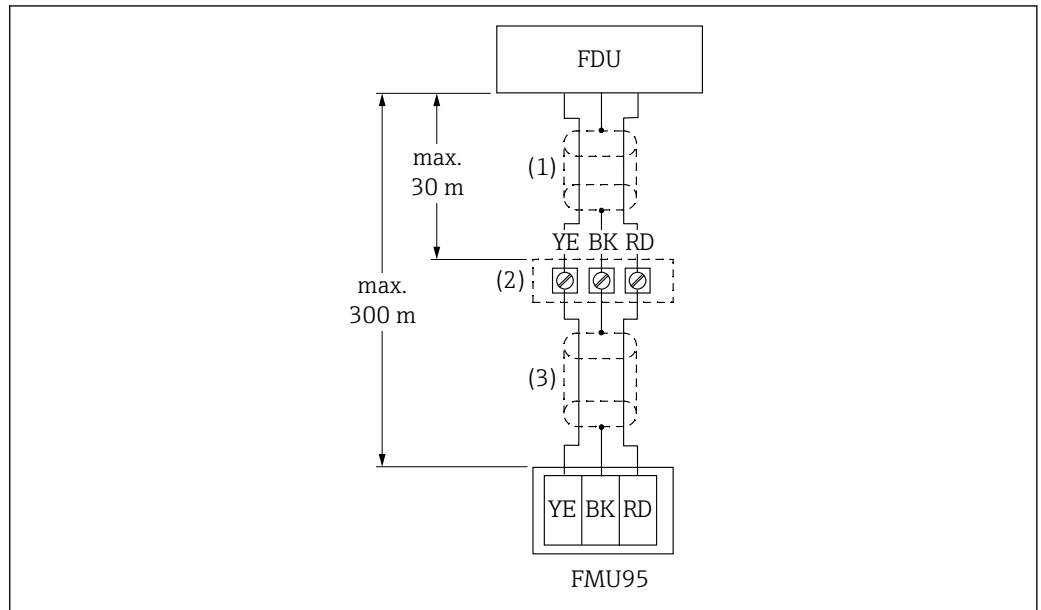 FDU
max.
30 m
(1)
YE BK RD
(2)
max.
300 m
(3)
YE BK RD
FMU95